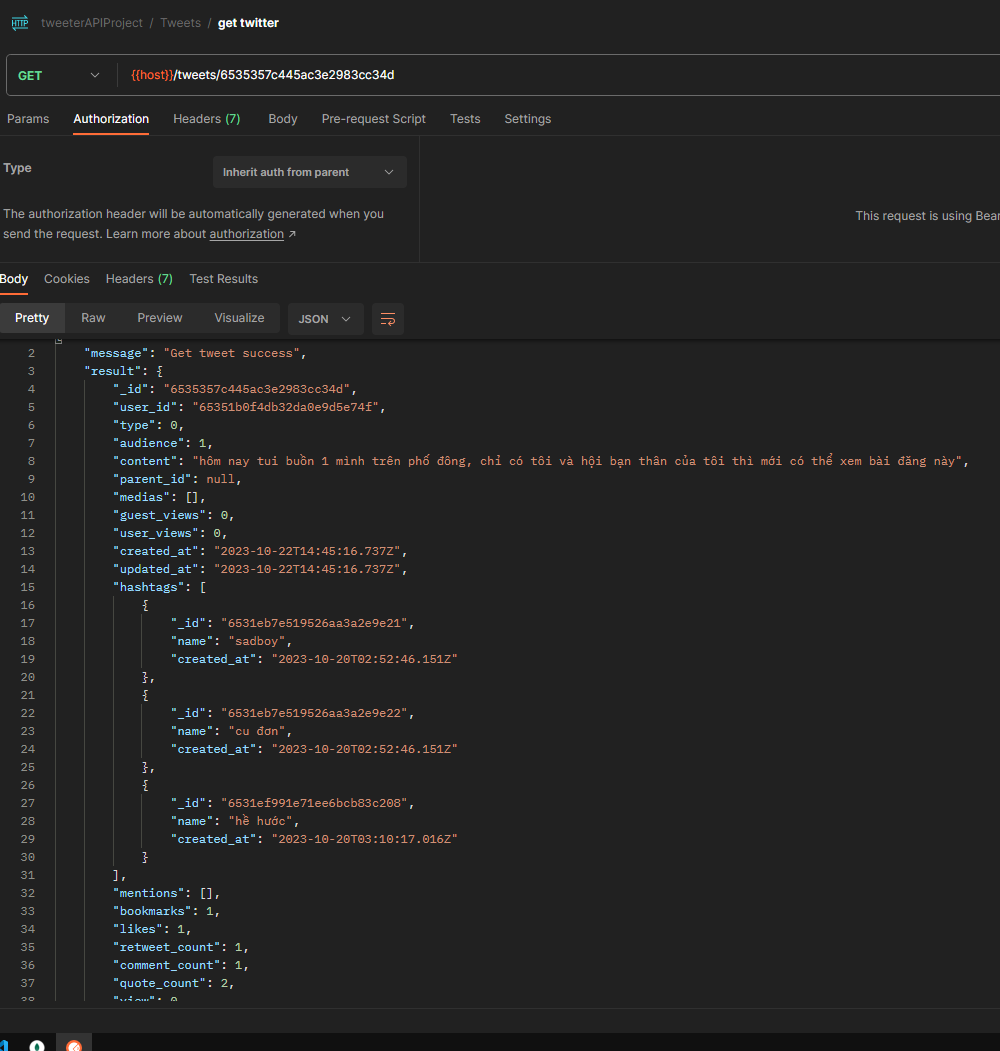 HTTP tweeterAPIProject / Tweets / get twitter
GET {{host}}/tweets/6535357c445ac3e2983cc34d
Params Authorization Headers (7) Body Pre-request Script Tests Settings
Type Inherit auth from parent
The authorization header will be automatically generated when you
send the request. Learn more about authorization ↗
This request is using Bear
Body Cookies Headers (7) Test Results
Pretty Raw Preview Visualize JSON
2 "message": "Get tweet success",
3 "result": {
4 "_id": "6535357c445ac3e2983cc34d",
5 "user_id": "65351b0f4db32da0e9d5e74f",
6 "type": 0,
7 "audience": 1,
8 "content": "hôm nay tui buồn 1 mình trên phố đông, chỉ có tôi và hội bạn thân của tôi thì mới có thể xem bài đăng này",
9 "parent_id": null,
10 "medias": [],
11 "guest_views": 0,
12 "user_views": 0,
13 "created_at": "2023-10-22T14:45:16.737Z",
14 "updated_at": "2023-10-22T14:45:16.737Z",
15 "hashtags": [
16 {
17 "_id": "6531eb7e519526aa3a2e9e21",
18 "name": "sadboy",
19 "created_at": "2023-10-20T02:52:46.151Z"
20 },
21 {
22 "_id": "6531eb7e519526aa3a2e9e22",
23 "name": "cu đơn",
24 "created_at": "2023-10-20T02:52:46.151Z"
25 },
26 {
27 "_id": "6531ef991e71ee6bcb83c208",
28 "name": "hề hước",
29 "created_at": "2023-10-20T03:10:17.016Z"
30 }
31 ],
32 "mentions": [],
33 "bookmarks": 1,
34 "likes": 1,
35 "retweet_count": 1,
36 "comment_count": 1,
37 "quote_count": 2,
38 "view": 0